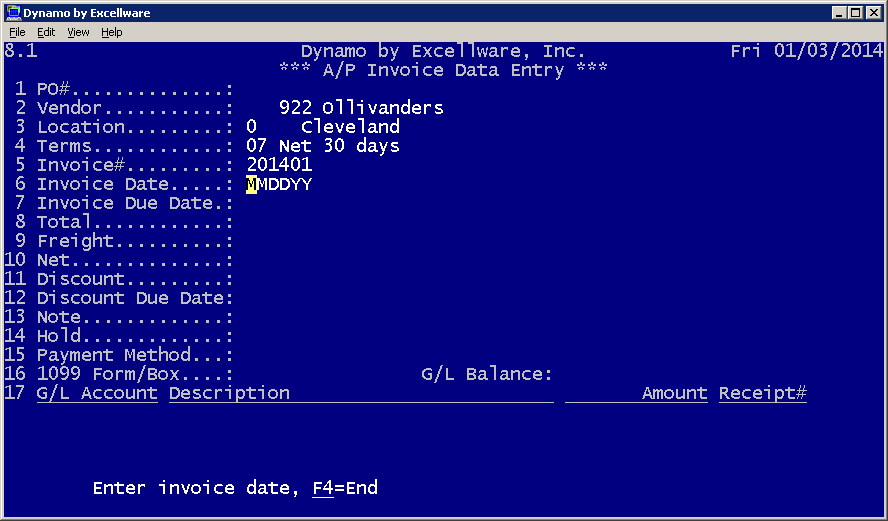 Dynamo by Excellware
File Edit View Help
8.1 Dynamo by Excellware, Inc. Fri 01/03/2014
*** A/P Invoice Data Entry ***
1 PO#..............:
2 Vendor...........: 922 Ollivanders
3 Location.........: 0 Cleveland
4 Terms............: 07 Net 30 days
5 Invoice#.........: 201401
6 Invoice Date.....: MMDDYY
7 Invoice Due Date.:
8 Total............:
9 Freight..........:
10 Net..............:
11 Discount.........:
12 Discount Due Date:
13 Note.............:
14 Hold.............:
15 Payment Method...:
16 1099 Form/Box....: G/L Balance:
17 G/L Account Description Amount Receipt#
Enter invoice date, F4=End